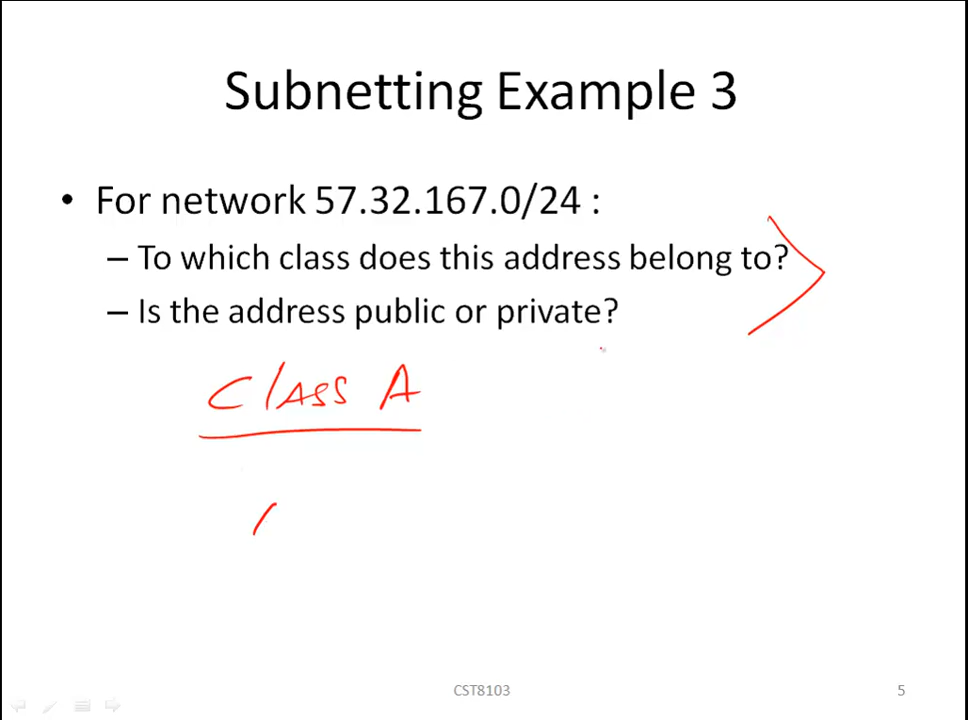 Subnetting Example 3
• For network 57.32.167.0/24 :
– To which class does this address belong to?
– Is the address public or private?
Class A
CST8103
5